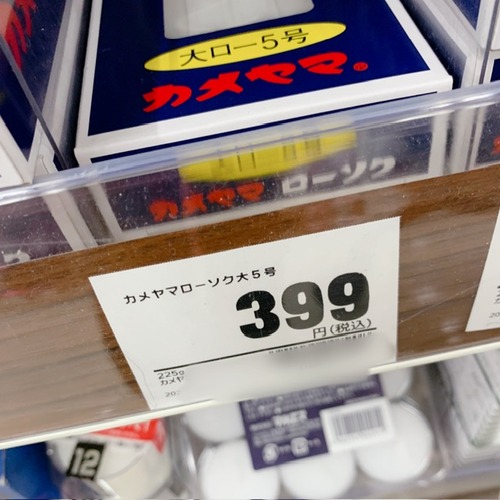 大ロー5号
カメヤマ®
カメヤマ ローソク
カメヤマローソク大5号
399
円(税込)
225g
カメヤ
20
12